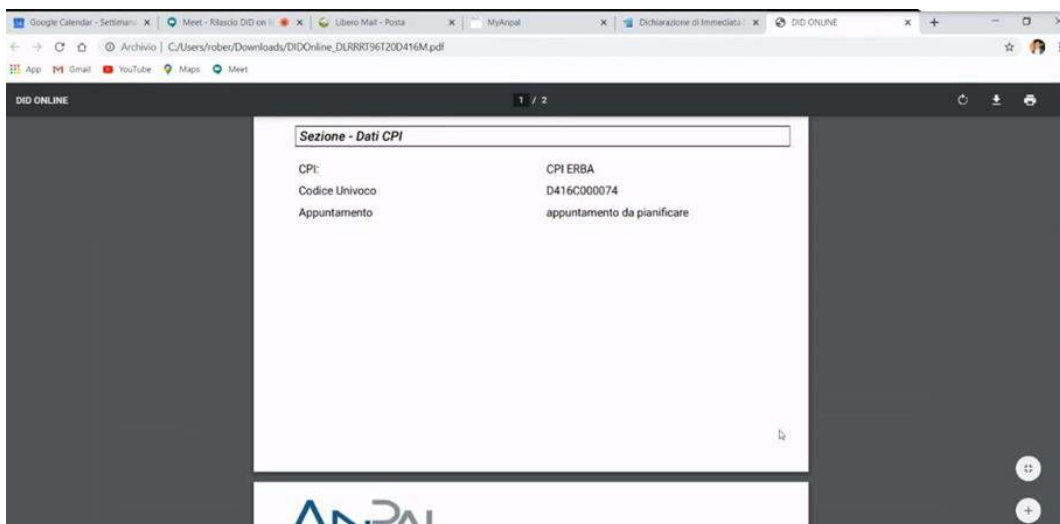 Google Calendar - Settimana
Meet - Rilascio DID on li
Libero Mail - Posta
MyAnpal
Dichiarazione di Immediata
DID ONLINE
Archivio | C:/Users/rober/Downloads/DIDOnline_DLRRRT96T20D416M.pdf
App Gmail YouTube Maps Meet
DID ONLINE 1 / 2
Sezione - Dati CPI
CPI: CPI ERBA
Codice Univoco D416C000074
Appuntamento appuntamento da pianificare
ANPAL